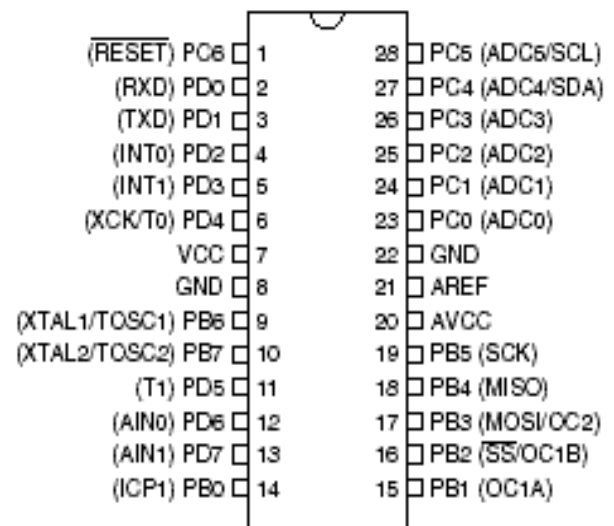 (RESET) PC6 1 28 PC5 (ADC5/SCL)
(RXD) PD0 2 27 PC4 (ADC4/SDA)
(TXD) PD1 3 26 PC3 (ADC3)
(INT0) PD2 4 25 PC2 (ADC2)
(INT1) PD3 5 24 PC1 (ADC1)
(XCK/T0) PD4 6 23 PC0 (ADC0)
VCC 7 22 GND
GND 8 21 AREF
(XTAL1/TOSC1) PB6 9 20 AVCC
(XTAL2/TOSC2) PB7 10 19 PB5 (SCK)
(T1) PD5 11 18 PB4 (MISO)
(AIN0) PD6 12 17 PB3 (MOSI/OC2)
(AIN1) PD7 13 16 PB2 (SS/OC1B)
(ICP1) PB0 14 15 PB1 (OC1A)